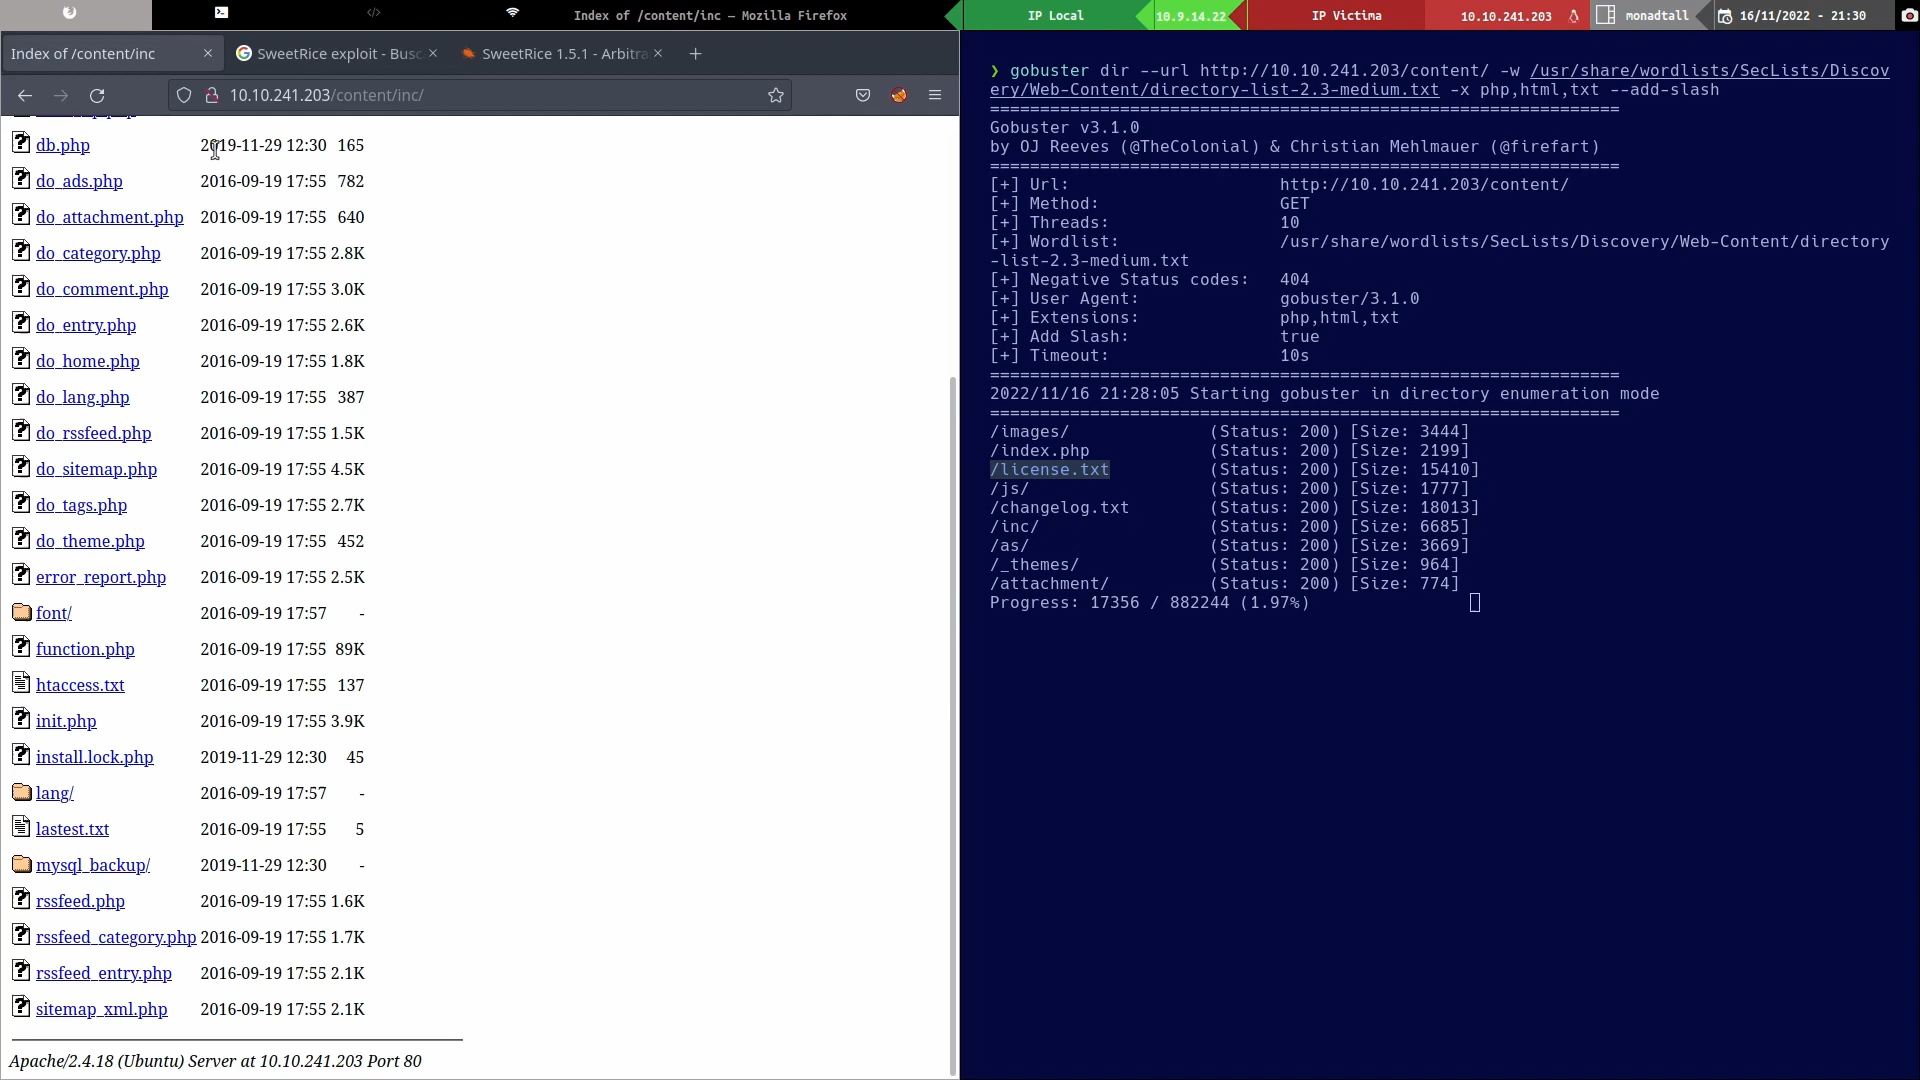 Index of /content/inc — Mozilla Firefox
IP Local
10.9.14.22
IP Victima
10.10.241.203
monadtall
16/11/2022 - 21:30
Index of /content/inc
SweetRice exploit - Busc
SweetRice 1.5.1 - Arbitra
10.10.241.203/content/inc/
db.php 2019-11-29 12:30 165
do_ads.php 2016-09-19 17:55 782
do_attachment.php 2016-09-19 17:55 640
do_category.php 2016-09-19 17:55 2.8K
do_comment.php 2016-09-19 17:55 3.0K
do_entry.php 2016-09-19 17:55 2.6K
do_home.php 2016-09-19 17:55 1.8K
do_lang.php 2016-09-19 17:55 387
do_rssfeed.php 2016-09-19 17:55 1.5K
do_sitemap.php 2016-09-19 17:55 4.5K
do_tags.php 2016-09-19 17:55 2.7K
do_theme.php 2016-09-19 17:55 452
error_report.php 2016-09-19 17:55 2.5K
font/ 2016-09-19 17:57 -
function.php 2016-09-19 17:55 89K
htaccess.txt 2016-09-19 17:55 137
init.php 2016-09-19 17:55 3.9K
install.lock.php 2019-11-29 12:30 45
lang/ 2016-09-19 17:57 -
lastest.txt 2016-09-19 17:55 5
mysql_backup/ 2019-11-29 12:30 -
rssfeed.php 2016-09-19 17:55 1.6K
rssfeed_category.php 2016-09-19 17:55 1.7K
rssfeed_entry.php 2016-09-19 17:55 2.1K
sitemap_xml.php 2016-09-19 17:55 2.1K
Apache/2.4.18 (Ubuntu) Server at 10.10.241.203 Port 80
❯ gobuster dir --url http://10.10.241.203/content/ -w /usr/share/wordlists/SecLists/Discov
ery/Web-Content/directory-list-2.3-medium.txt -x php,html,txt --add-slash
===============================================================
Gobuster v3.1.0
by OJ Reeves (@TheColonial) & Christian Mehlmauer (@firefart)
===============================================================
[+] Url: http://10.10.241.203/content/
[+] Method: GET
[+] Threads: 10
[+] Wordlist: /usr/share/wordlists/SecLists/Discovery/Web-Content/directory
-list-2.3-medium.txt
[+] Negative Status codes: 404
[+] User Agent: gobuster/3.1.0
[+] Extensions: php,html,txt
[+] Add Slash: true
[+] Timeout: 10s
===============================================================
2022/11/16 21:28:05 Starting gobuster in directory enumeration mode
===============================================================
/images/ (Status: 200) [Size: 3444]
/index.php (Status: 200) [Size: 2199]
/license.txt (Status: 200) [Size: 15410]
/js/ (Status: 200) [Size: 1777]
/changelog.txt (Status: 200) [Size: 18013]
/inc/ (Status: 200) [Size: 6685]
/as/ (Status: 200) [Size: 3669]
/_themes/ (Status: 200) [Size: 964]
/attachment/ (Status: 200) [Size: 774]
Progress: 17356 / 882244 (1.97%)